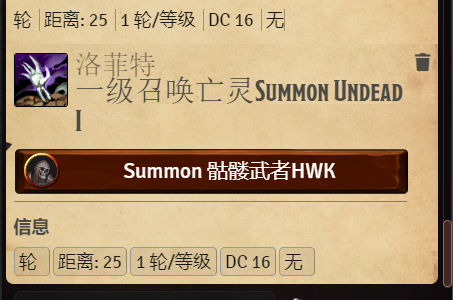 轮 距离: 25 1 轮/等级 DC 16 无
洛菲特
一级召唤亡灵SUMMON UNDEAD
I
Summon 骷髅武者HWK
信息
轮 距离: 25 1 轮/等级 DC 16 无